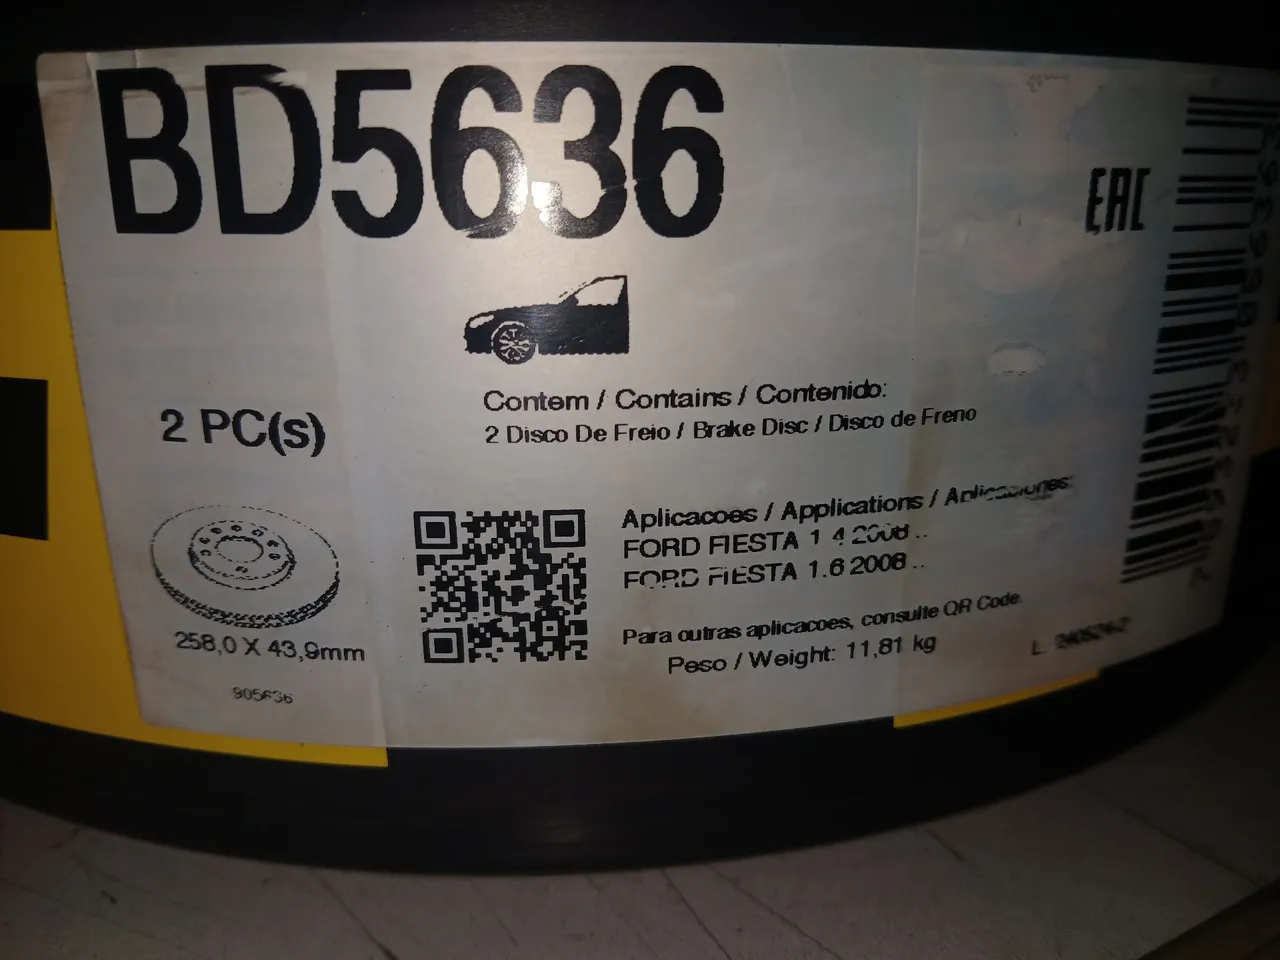 BD5636
EAC
2 PC(s)
Contem / Contains / Contenido:
2 Disco De Freio / Brake Disc / Disco de Freno
Aplicacoes / Applications / Aplicaciones:
FORD FIESTA 1.4 2008 ..
FORD FIESTA 1.6 2008 ..
Para outras aplicacoes, consulte QR Code.
Peso / Weight: 11,81 kg
258,0 X 43,9mm
905636
L.